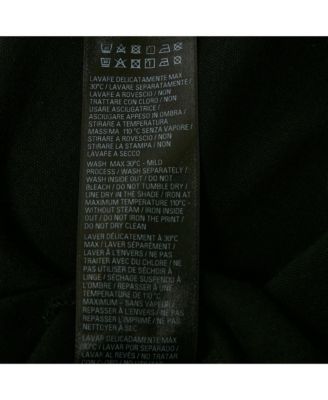 LAVARE DELICATAMENTE MAX
30°C / LAVARE SEPARATAMENTE /
LAVARE A ROVESCIO / NON
TRATTARE CON CLORO / NON
USARE ASCIUGATRICE /
ASCIUGARE APPESO IN OMBRA /
STIRARE A TEMPERATURA
MASSIMA 110°C SENZA VAPORE /
STIRARE A ROVESCIO / NON
STIRARE LA STAMPA / NON
LAVARE A SECCO
WASH MAX 30°C - MILD
PROCESS / WASH SEPARATELY /
WASH INSIDE OUT / DO NOT
BLEACH / DO NOT TUMBLE DRY /
LINE DRY IN THE SHADE / IRON AT
MAXIMUM TEMPERATURE 110°C -
WITHOUT STEAM / IRON INSIDE
OUT / DO NOT IRON THE PRINT /
DO NOT DRY CLEAN
LAVER DÉLICATEMENT À 30°C
MAX / LAVER SÉPARÉMENT /
LAVER À L'ENVERS / NE PAS
TRAITER AVEC DU CHLORE / NE
PAS UTILISER DE SÈCHOIR À
LINGE / SÉCHAGE SUSPENDU À
L'OMBRE / REPASSER À UNE
TEMPÉRATURE DE 110°C
MAXIMUM - SANS VAPEUR /
REPASSER À L'ENVERS / NE PAS
REPASSER L'IMPRIMÉ / NE PAS
NETTOYER À SEC
LAVAR DELICADAMENTE MAX
30°C / LAVAR POR SEPARADO /
LAVAR AL REVÉS / NO TRATAR